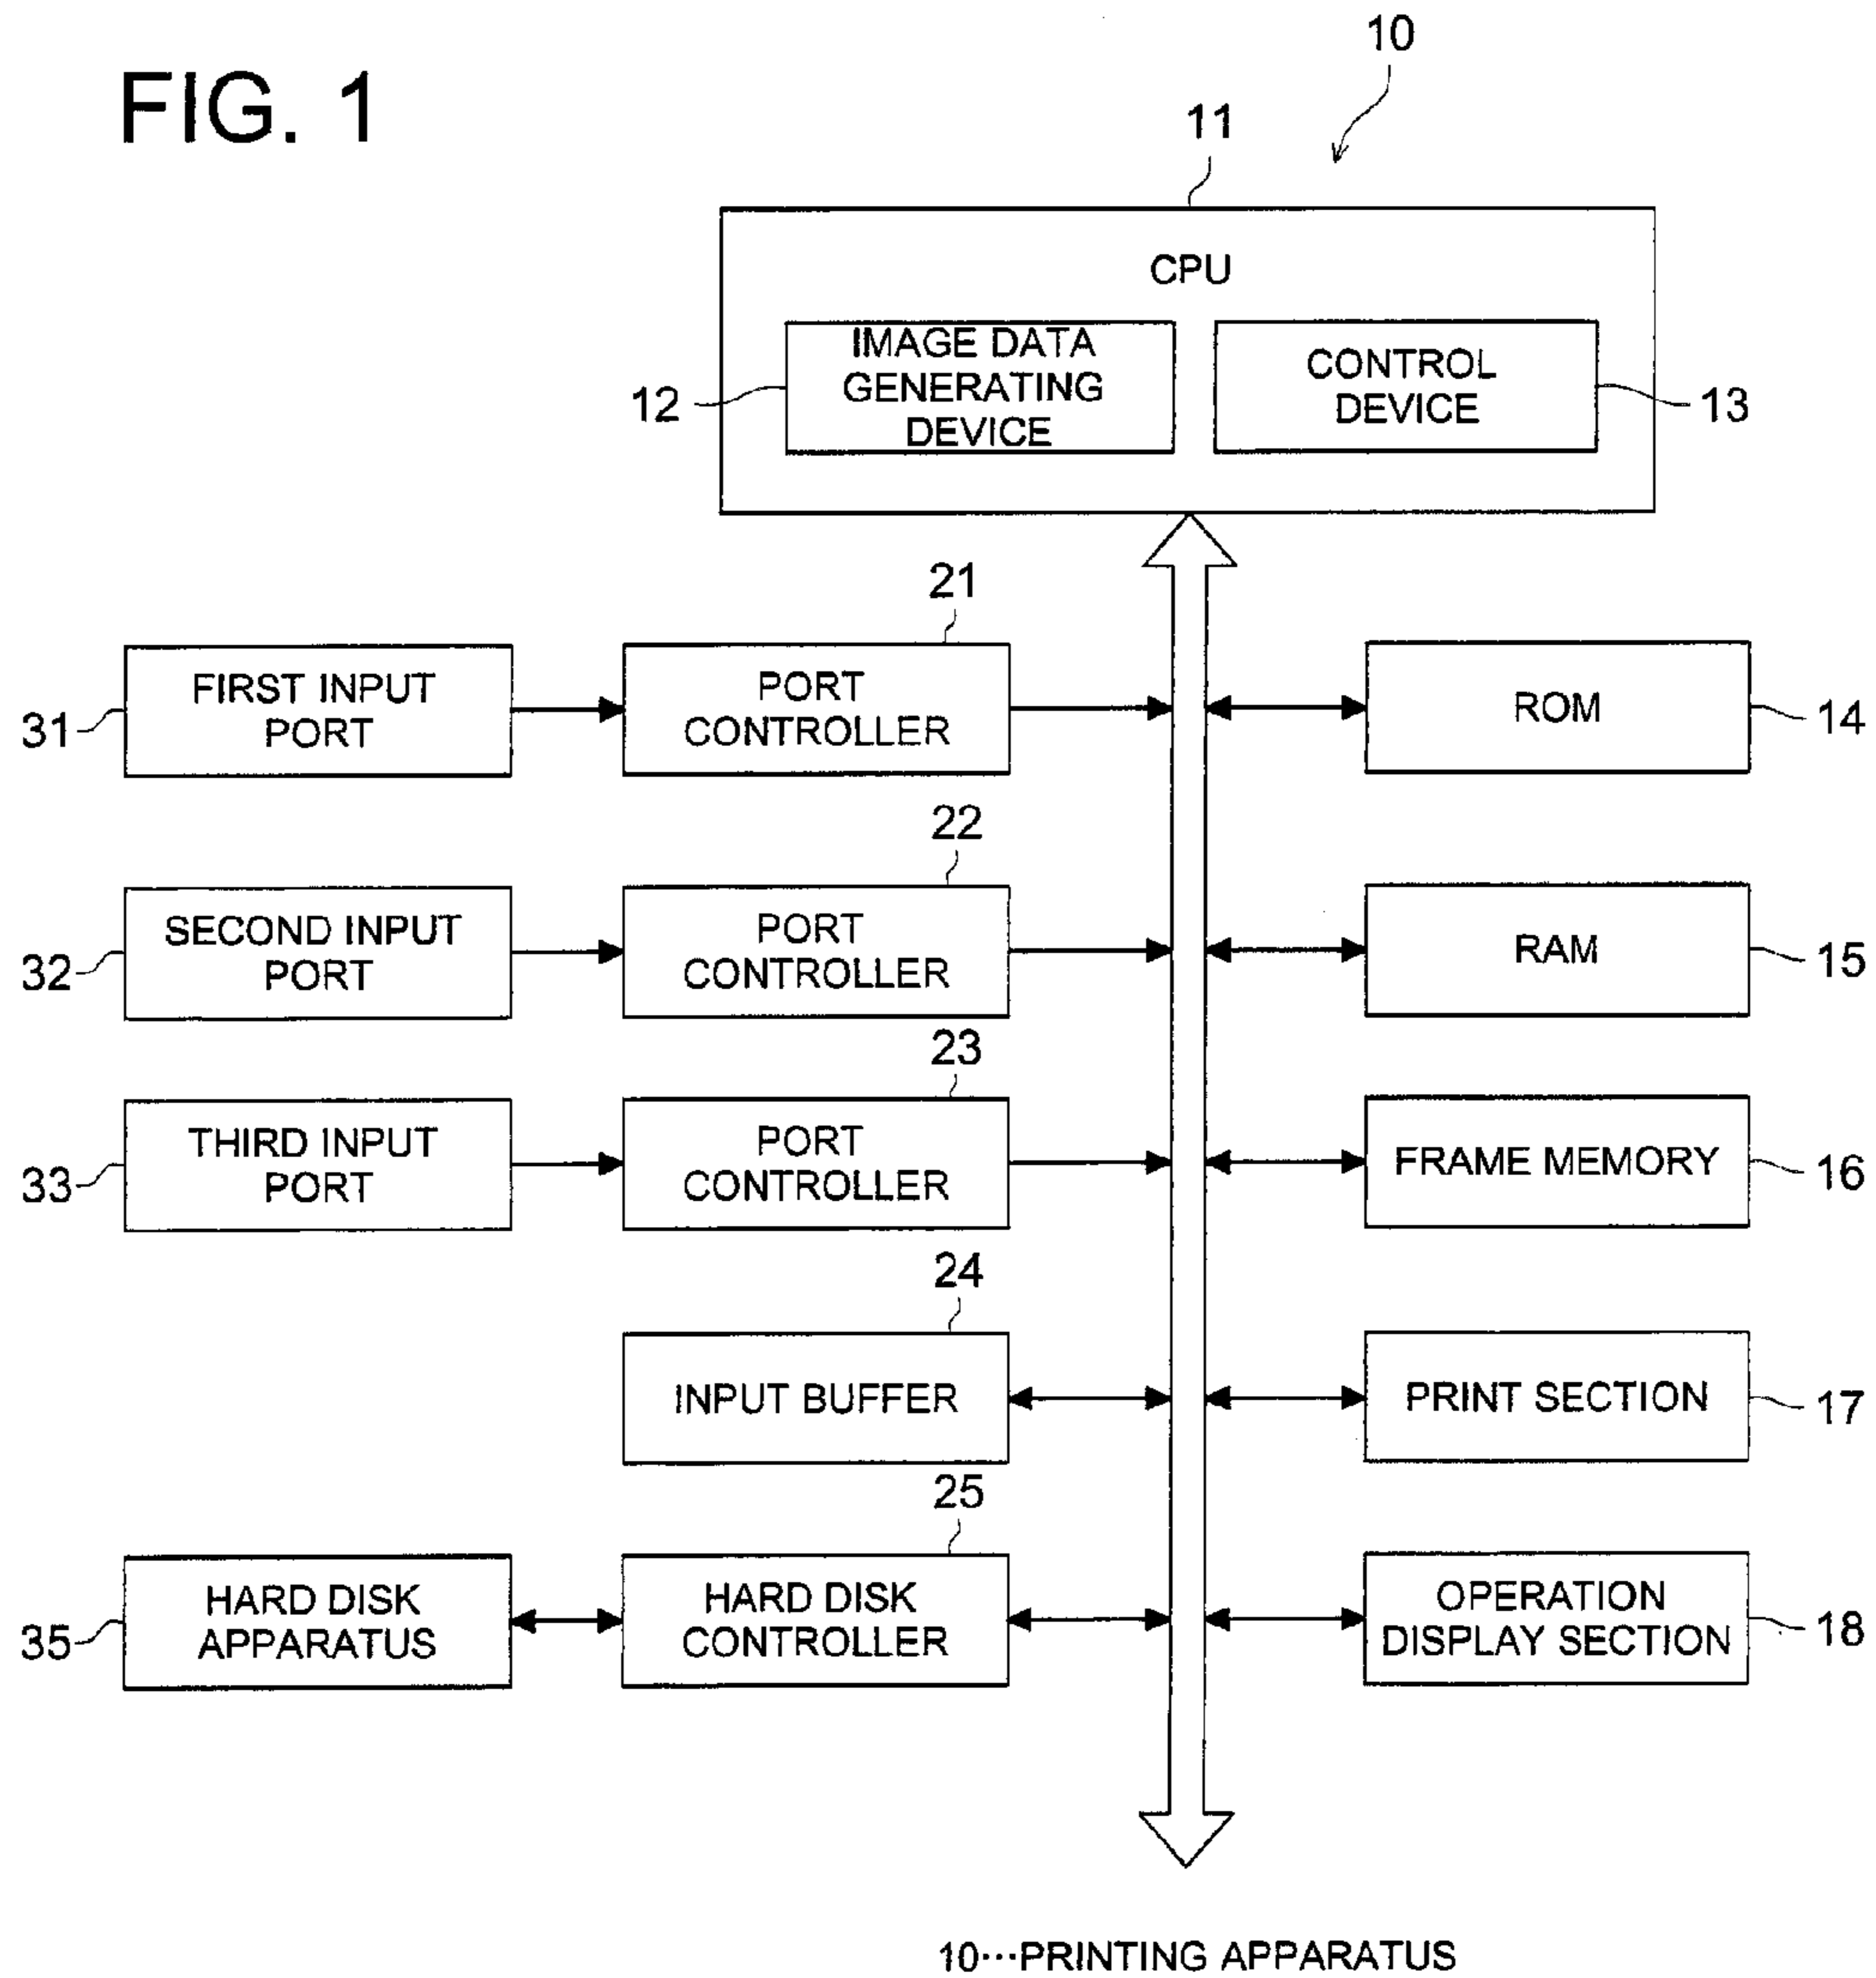 FIG. 1
10
11
CPU
IMAGE DATA
GENERATING
DEVICE
12
CONTROL
DEVICE
13
21
FIRST INPUT
PORT
31
PORT
CONTROLLER
ROM
14
22
SECOND INPUT
PORT
32
PORT
CONTROLLER
RAM
15
23
THIRD INPUT
PORT
33
PORT
CONTROLLER
FRAME MEMORY
16
24
INPUT BUFFER
PRINT SECTION
17
25
HARD DISK
APPARATUS
35
HARD DISK
CONTROLLER
OPERATION
DISPLAY SECTION
18
10···PRINTING APPARATUS